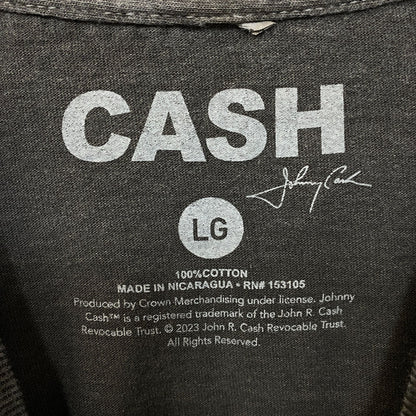 CASH
Johnny Cash
LG
100%COTTON
MADE IN NICARAGUA • RN# 153105
Produced by Crown Merchandising under license. Johnny
Cash™ is a registered trademark of the John R. Cash
Revocable Trust. © 2023 John R. Cash Revocable Trust.
All Rights Reserved.